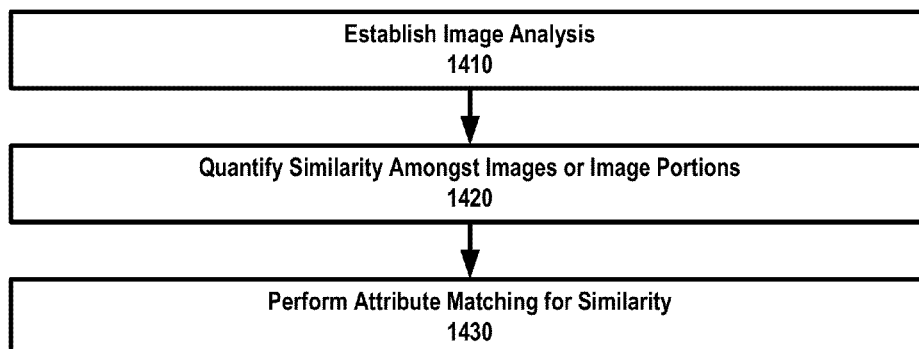 Establish Image Analysis
1410
Quantify Similarity Amongst Images or Image Portions
1420
Perform Attribute Matching for Similarity
1430